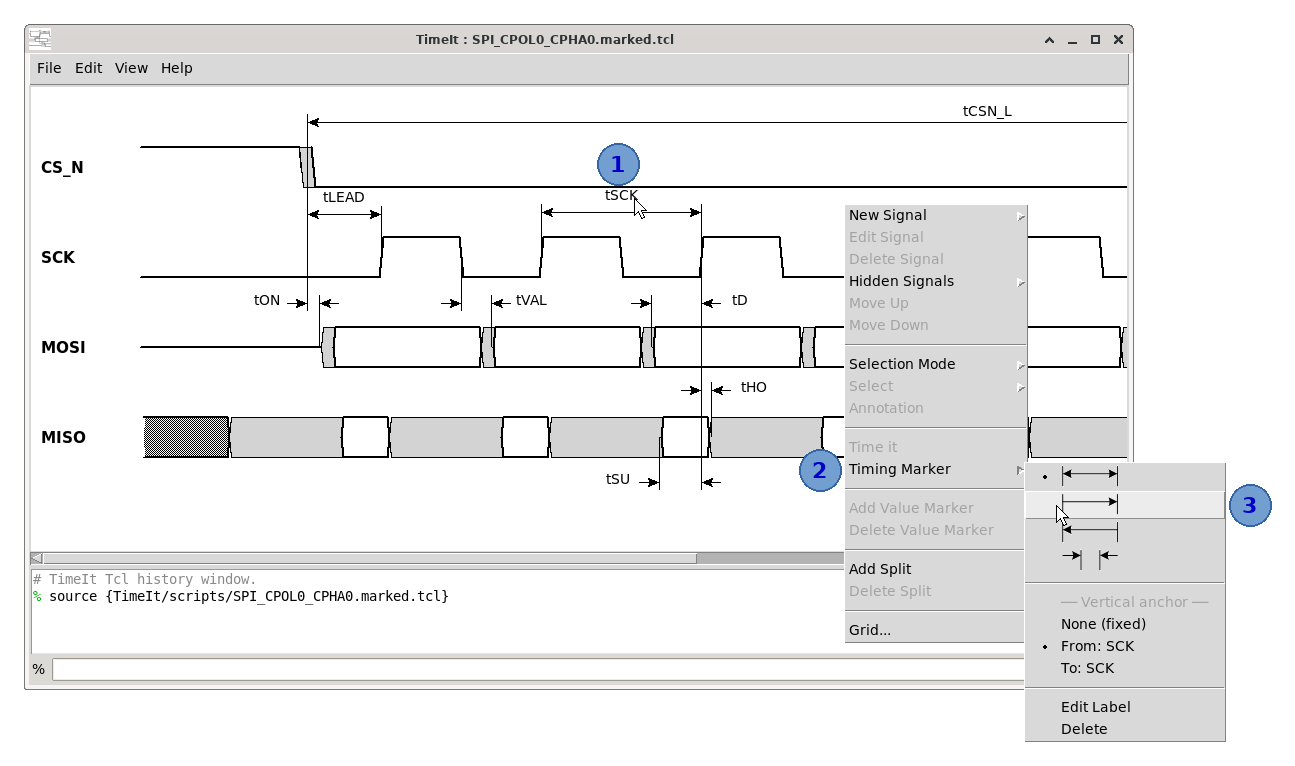 TimeIt : SPI_CPOL0_CPHA0.marked.tcl
File Edit View Help
tCSN_L
1
CS_N
tLEAD
tSCK
SCK
tON
tVAL
tD
MOSI
tHO
MISO
tSU
New Signal
Edit Signal
Delete Signal
Hidden Signals
Move Up
Move Down
Selection Mode
Select
Annotation
Time it
2
Timing Marker
Add Value Marker
Delete Value Marker
Add Split
Delete Split
Grid...
3
Vertical anchor
None (fixed)
From: SCK
To: SCK
Edit Label
Delete
# TimeIt Tcl history window.
% source {TimeIt/scripts/SPI_CPOL0_CPHA0.marked.tcl}
%